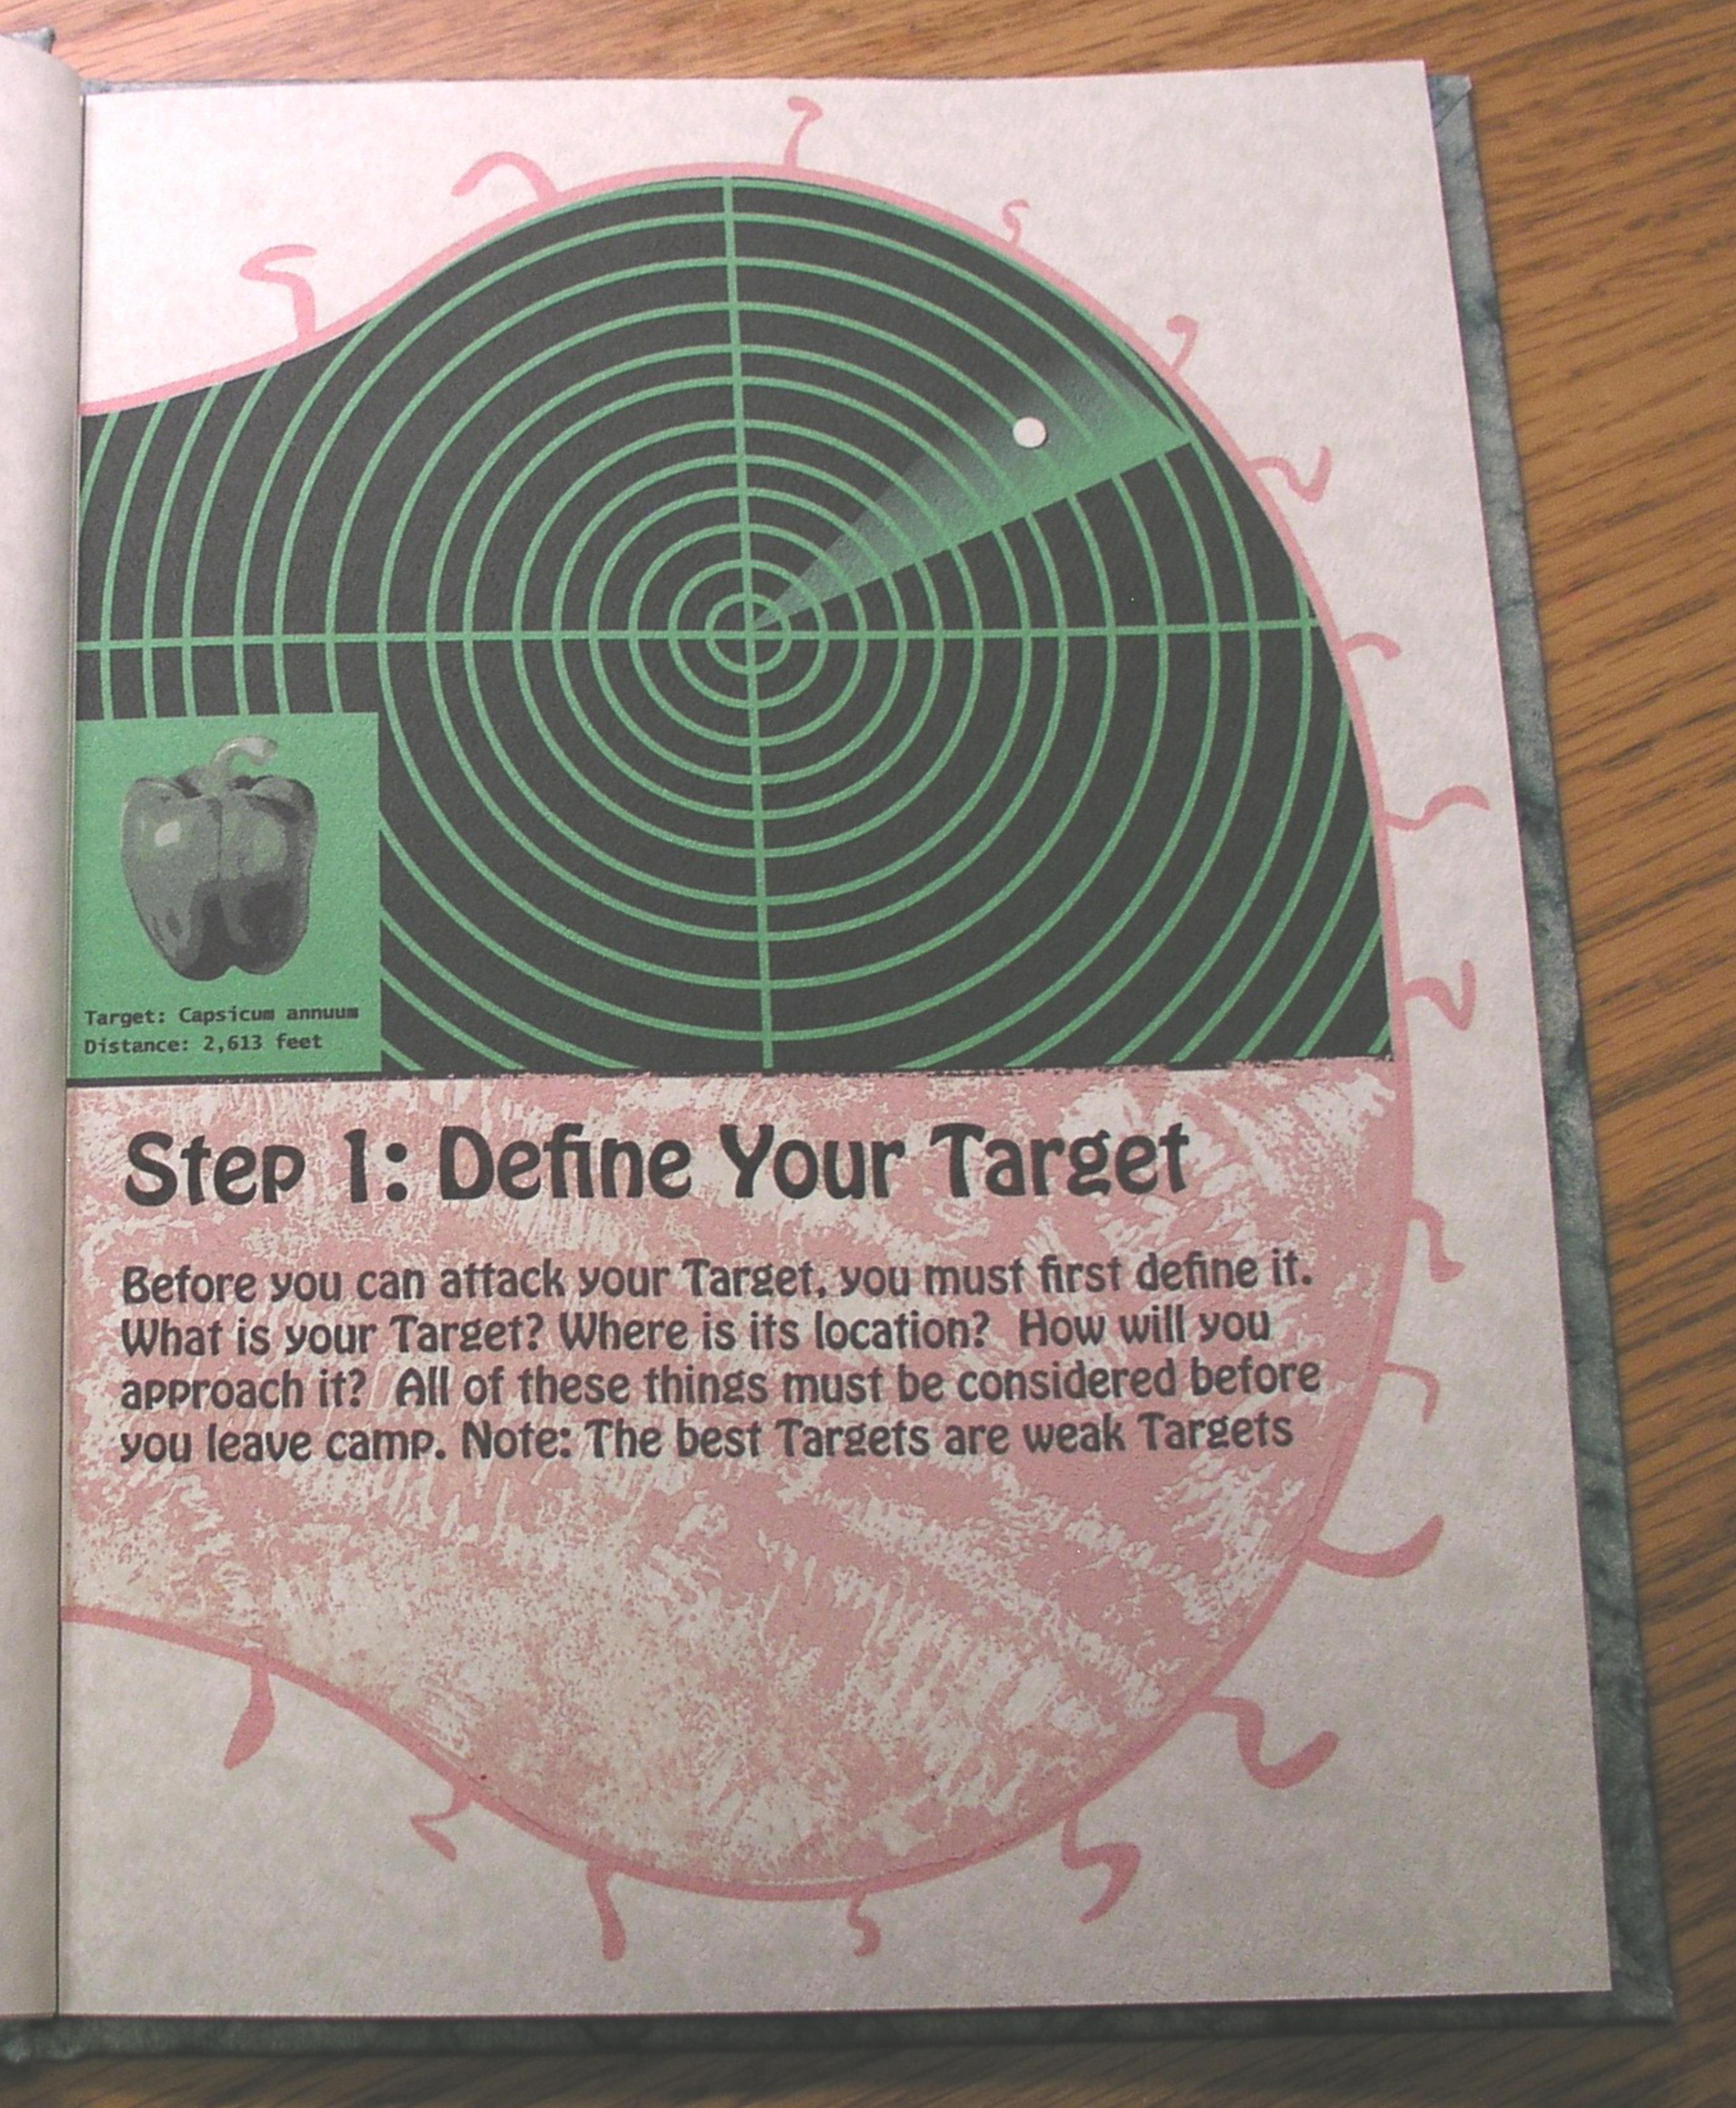 Target: Capsicum annuum
Distance: 2,613 feet
Step 1: Define Your Target
Before you can attack your Target, you must first define it.
What is your Target? Where is its location? How will you
approach it? All of these things must be considered before
you leave camp. Note: The best Targets are weak Targets